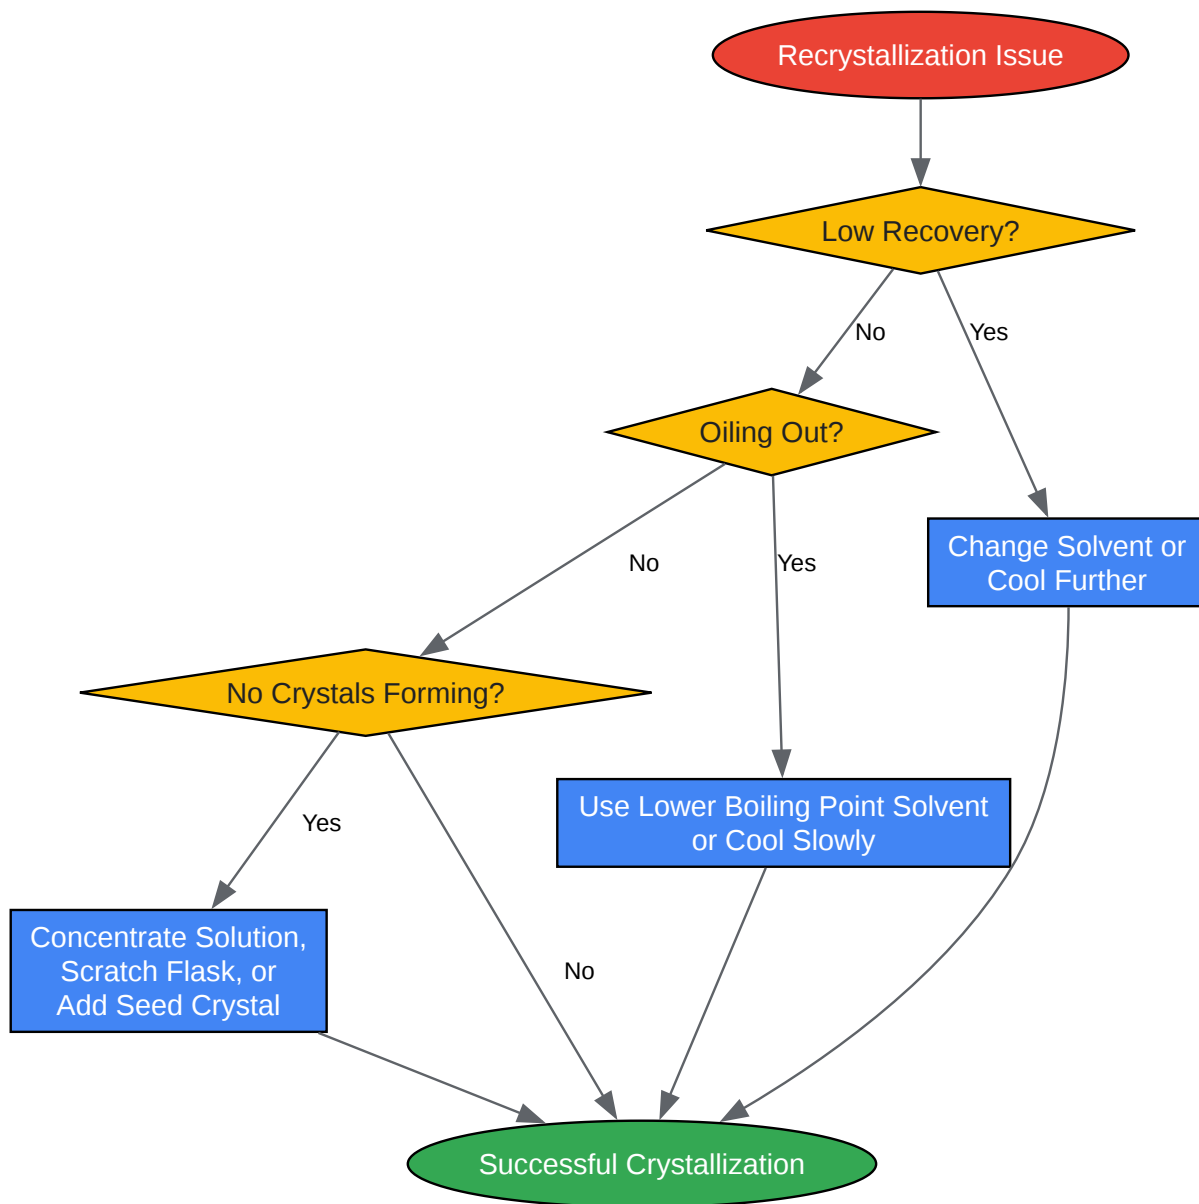 Recrystallization Issue
Low Recovery?
No
Yes
Oiling Out?
Change Solvent or
Cool Further
No
Yes
No Crystals Forming?
Use Lower Boiling Point Solvent
or Cool Slowly
Yes
Concentrate Solution,
Scratch Flask, or
Add Seed Crystal
No
Successful Crystallization